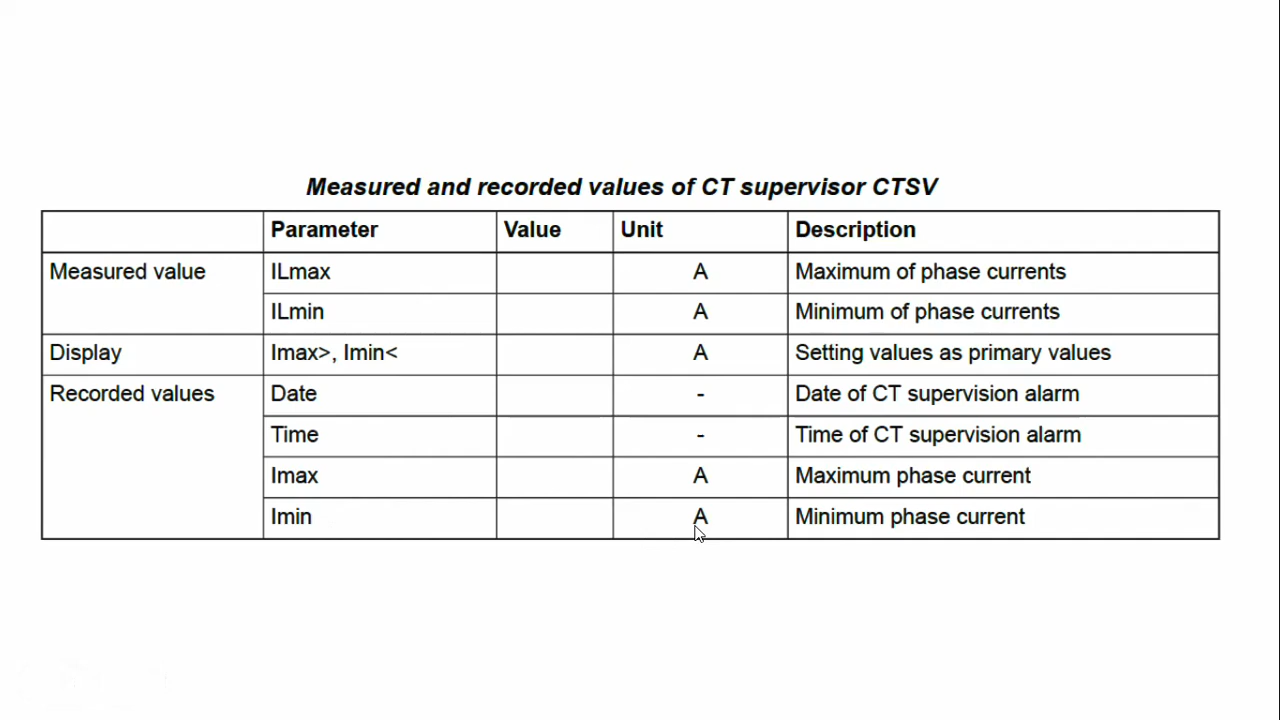 Measured and recorded values of CT supervisor CTSV
Parameter Value Unit Description
Measured value ILmax A Maximum of phase currents
ILmin A Minimum of phase currents
Display Imax>, Imin< A Setting values as primary values
Recorded values Date - Date of CT supervision alarm
Time - Time of CT supervision alarm
Imax A Maximum phase current
Imin A Minimum phase current